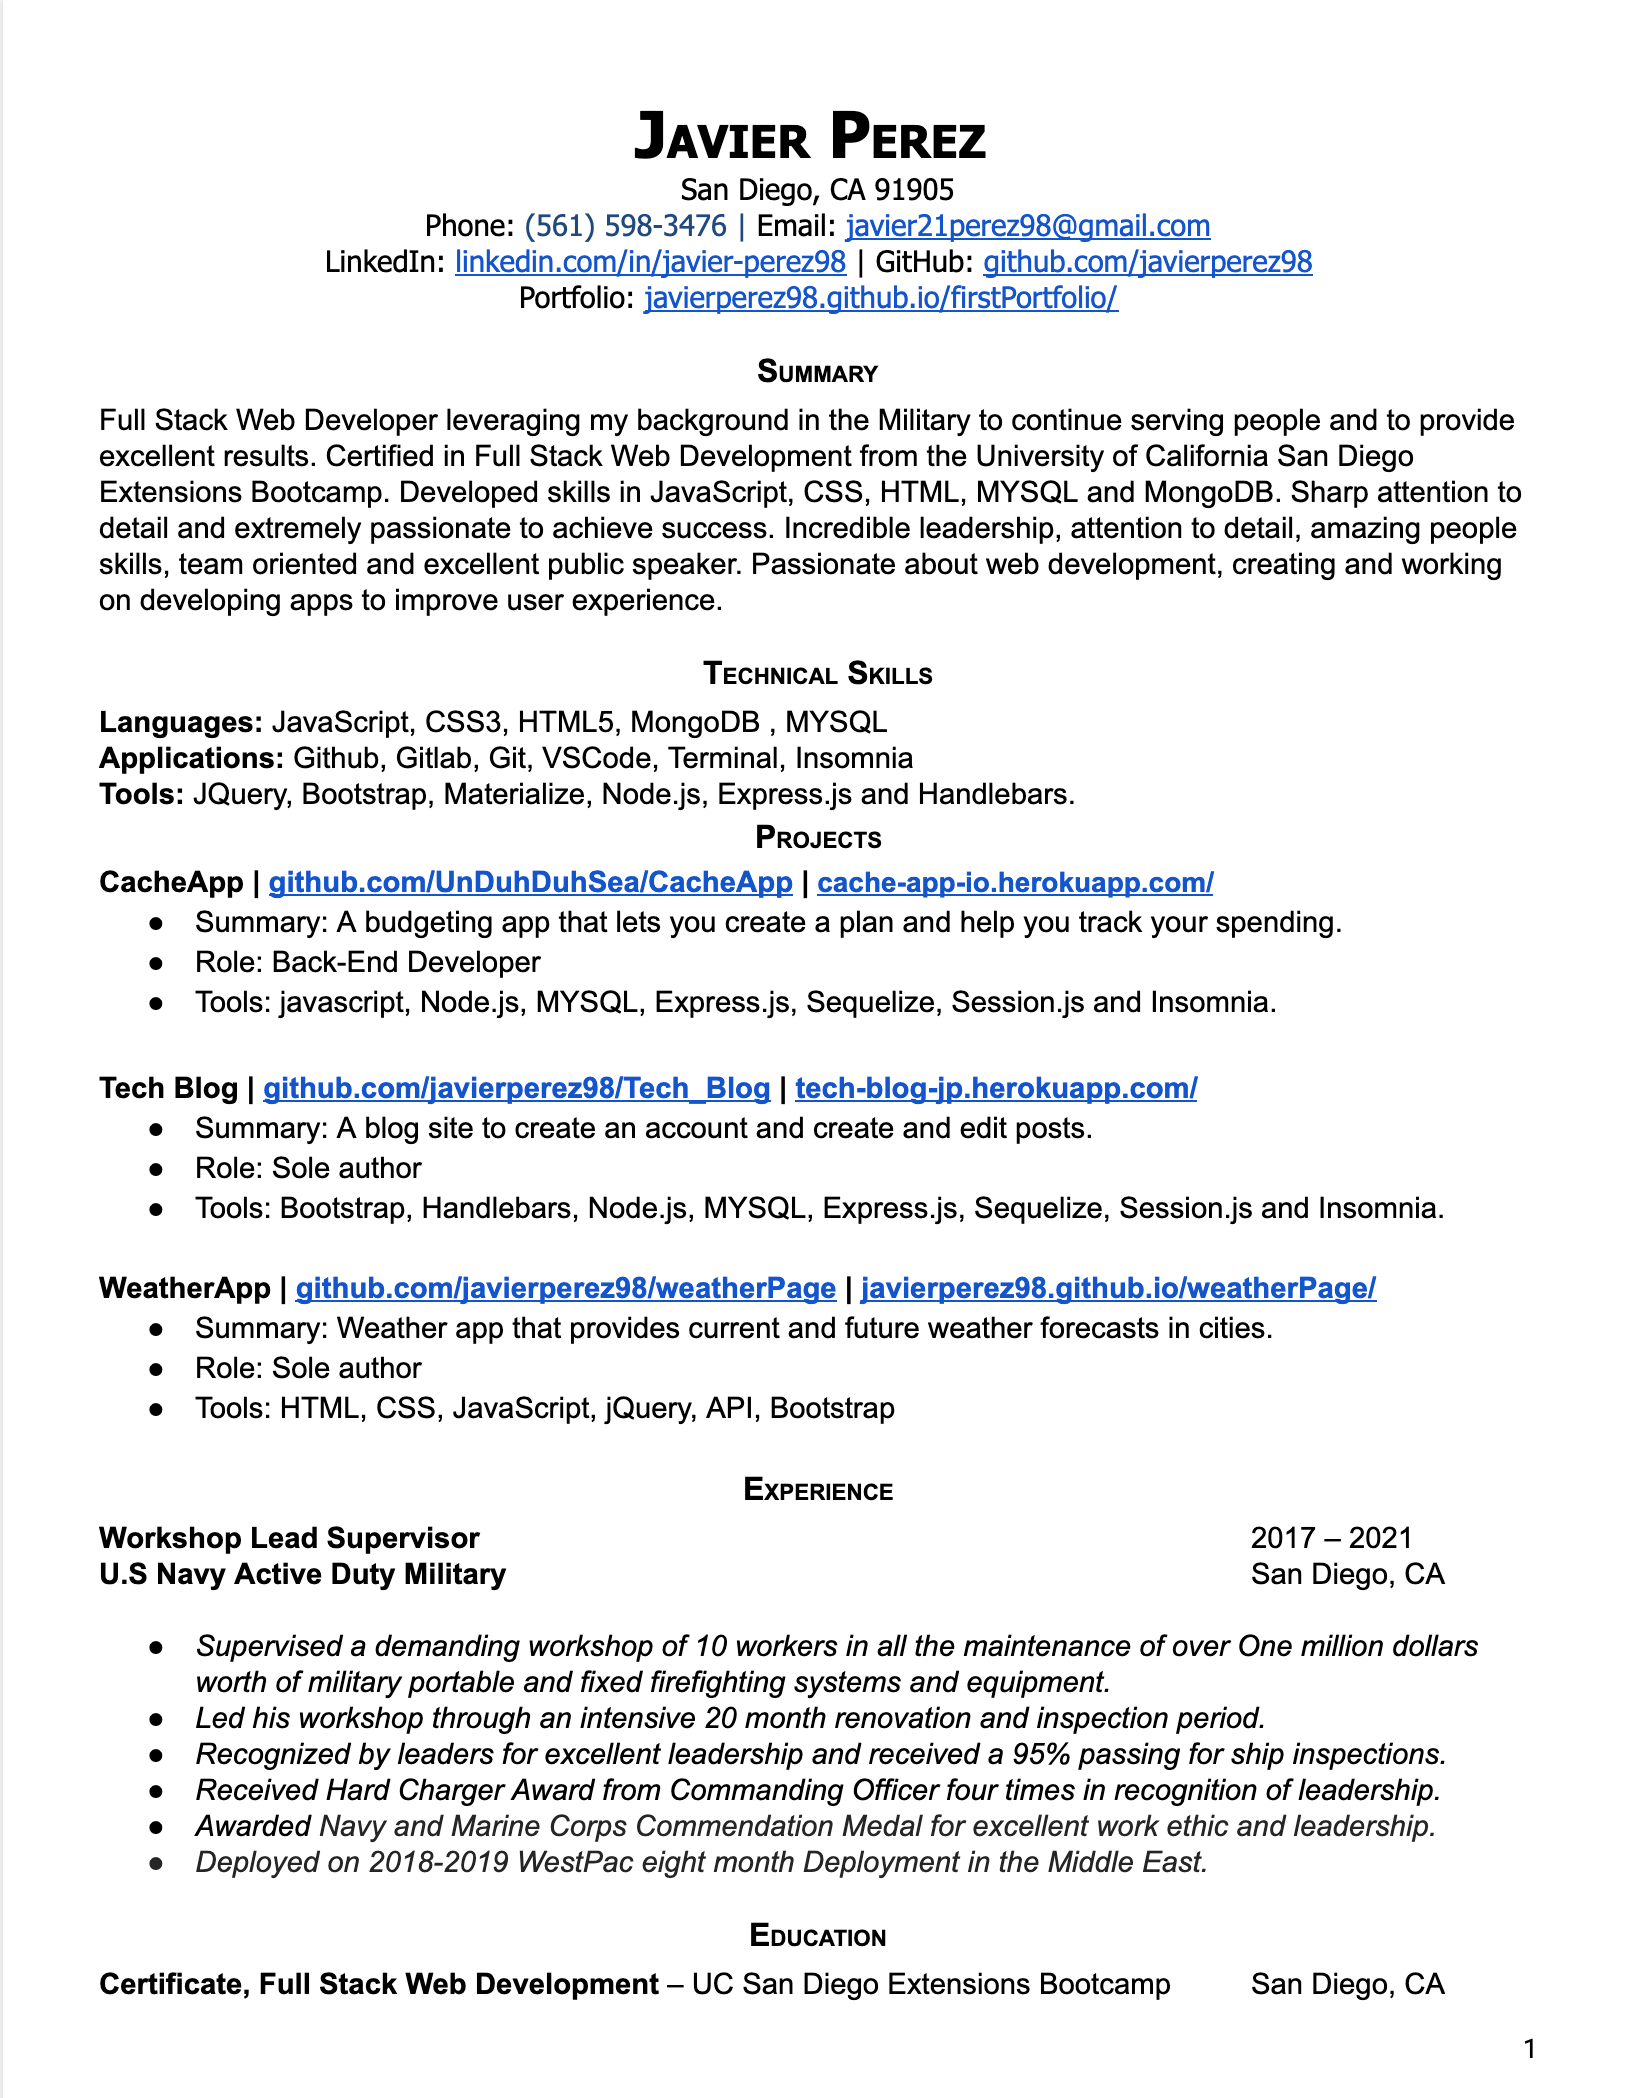 Javier Perez
San Diego, CA 91905
Phone: (561) 598-3476 | Email: javier21perez98@gmail.com
LinkedIn: linkedin.com/in/javier-perez98 | GitHub: github.com/javierperez98
Portfolio: javierperez98.github.io/firstPortfolio/
Summary
Full Stack Web Developer leveraging my background in the Military to continue serving people and to provide
excellent results. Certified in Full Stack Web Development from the University of California San Diego
Extensions Bootcamp. Developed skills in JavaScript, CSS, HTML, MYSQL and MongoDB. Sharp attention to
detail and extremely passionate to achieve success. Incredible leadership, attention to detail, amazing people
skills, team oriented and excellent public speaker. Passionate about web development, creating and working
on developing apps to improve user experience.
Technical Skills
Languages: JavaScript, CSS3, HTML5, MongoDB , MYSQL
Applications: Github, Gitlab, Git, VSCode, Terminal, Insomnia
Tools: JQuery, Bootstrap, Materialize, Node.js, Express.js and Handlebars.
Projects
CacheApp | github.com/UnDuhDuhSea/CacheApp | cache-app-io.herokuapp.com/
● Summary: A budgeting app that lets you create a plan and help you track your spending.
● Role: Back-End Developer
● Tools: javascript, Node.js, MYSQL, Express.js, Sequelize, Session.js and Insomnia.
Tech Blog | github.com/javierperez98/Tech_Blog | tech-blog-jp.herokuapp.com/
● Summary: A blog site to create an account and create and edit posts.
● Role: Sole author
● Tools: Bootstrap, Handlebars, Node.js, MYSQL, Express.js, Sequelize, Session.js and Insomnia.
WeatherApp | github.com/javierperez98/weatherPage | javierperez98.github.io/weatherPage/
● Summary: Weather app that provides current and future weather forecasts in cities.
● Role: Sole author
● Tools: HTML, CSS, JavaScript, jQuery, API, Bootstrap
Experience
Workshop Lead Supervisor 2017 – 2021
U.S Navy Active Duty Military San Diego, CA
● Supervised a demanding workshop of 10 workers in all the maintenance of over One million dollars
worth of military portable and fixed firefighting systems and equipment.
● Led his workshop through an intensive 20 month renovation and inspection period.
● Recognized by leaders for excellent leadership and received a 95% passing for ship inspections.
● Received Hard Charger Award from Commanding Officer four times in recognition of leadership.
● Awarded Navy and Marine Corps Commendation Medal for excellent work ethic and leadership.
● Deployed on 2018-2019 WestPac eight month Deployment in the Middle East.
Education
Certificate, Full Stack Web Development – UC San Diego Extensions Bootcamp San Diego, CA
1